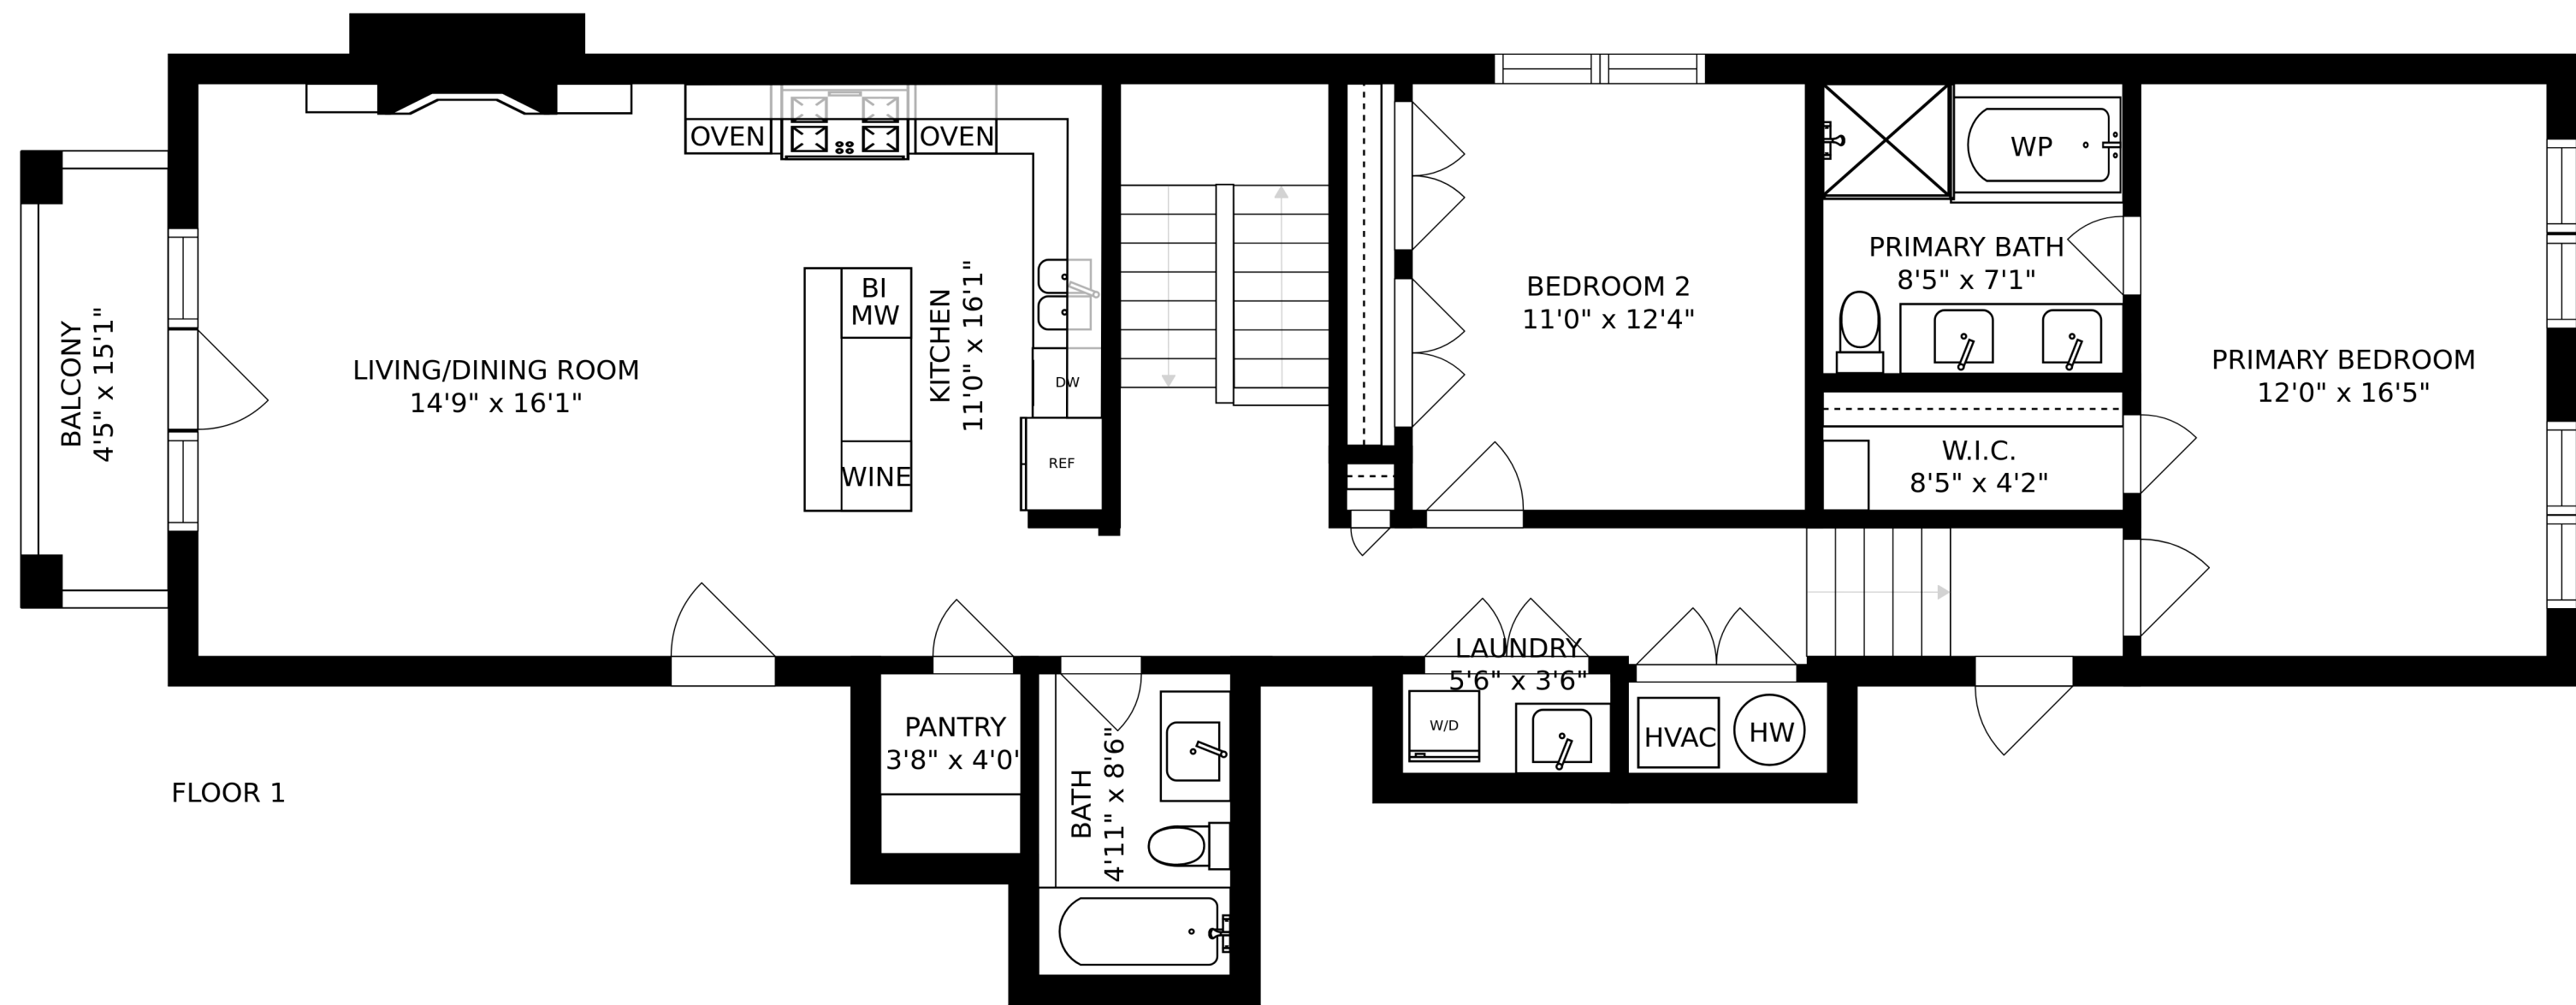 OVEN
OVEN
WP
PRIMARY BATH
8'5" x 7'1"
BI
MW
KITCHEN
11'0" x 16'1"
BEDROOM 2
11'0" x 12'4"
BALCONY
4'5" x 15'1"
LIVING/DINING ROOM
14'9" x 16'1"
DW
PRIMARY BEDROOM
12'0" x 16'5"
WINE
REF
W.I.C.
8'5" x 4'2"
LAUNDRY
5'6" x 3'6"
PANTRY
3'8" x 4'0"
W/D
HVAC
HW
BATH
4'11" x 8'6"
FLOOR 1